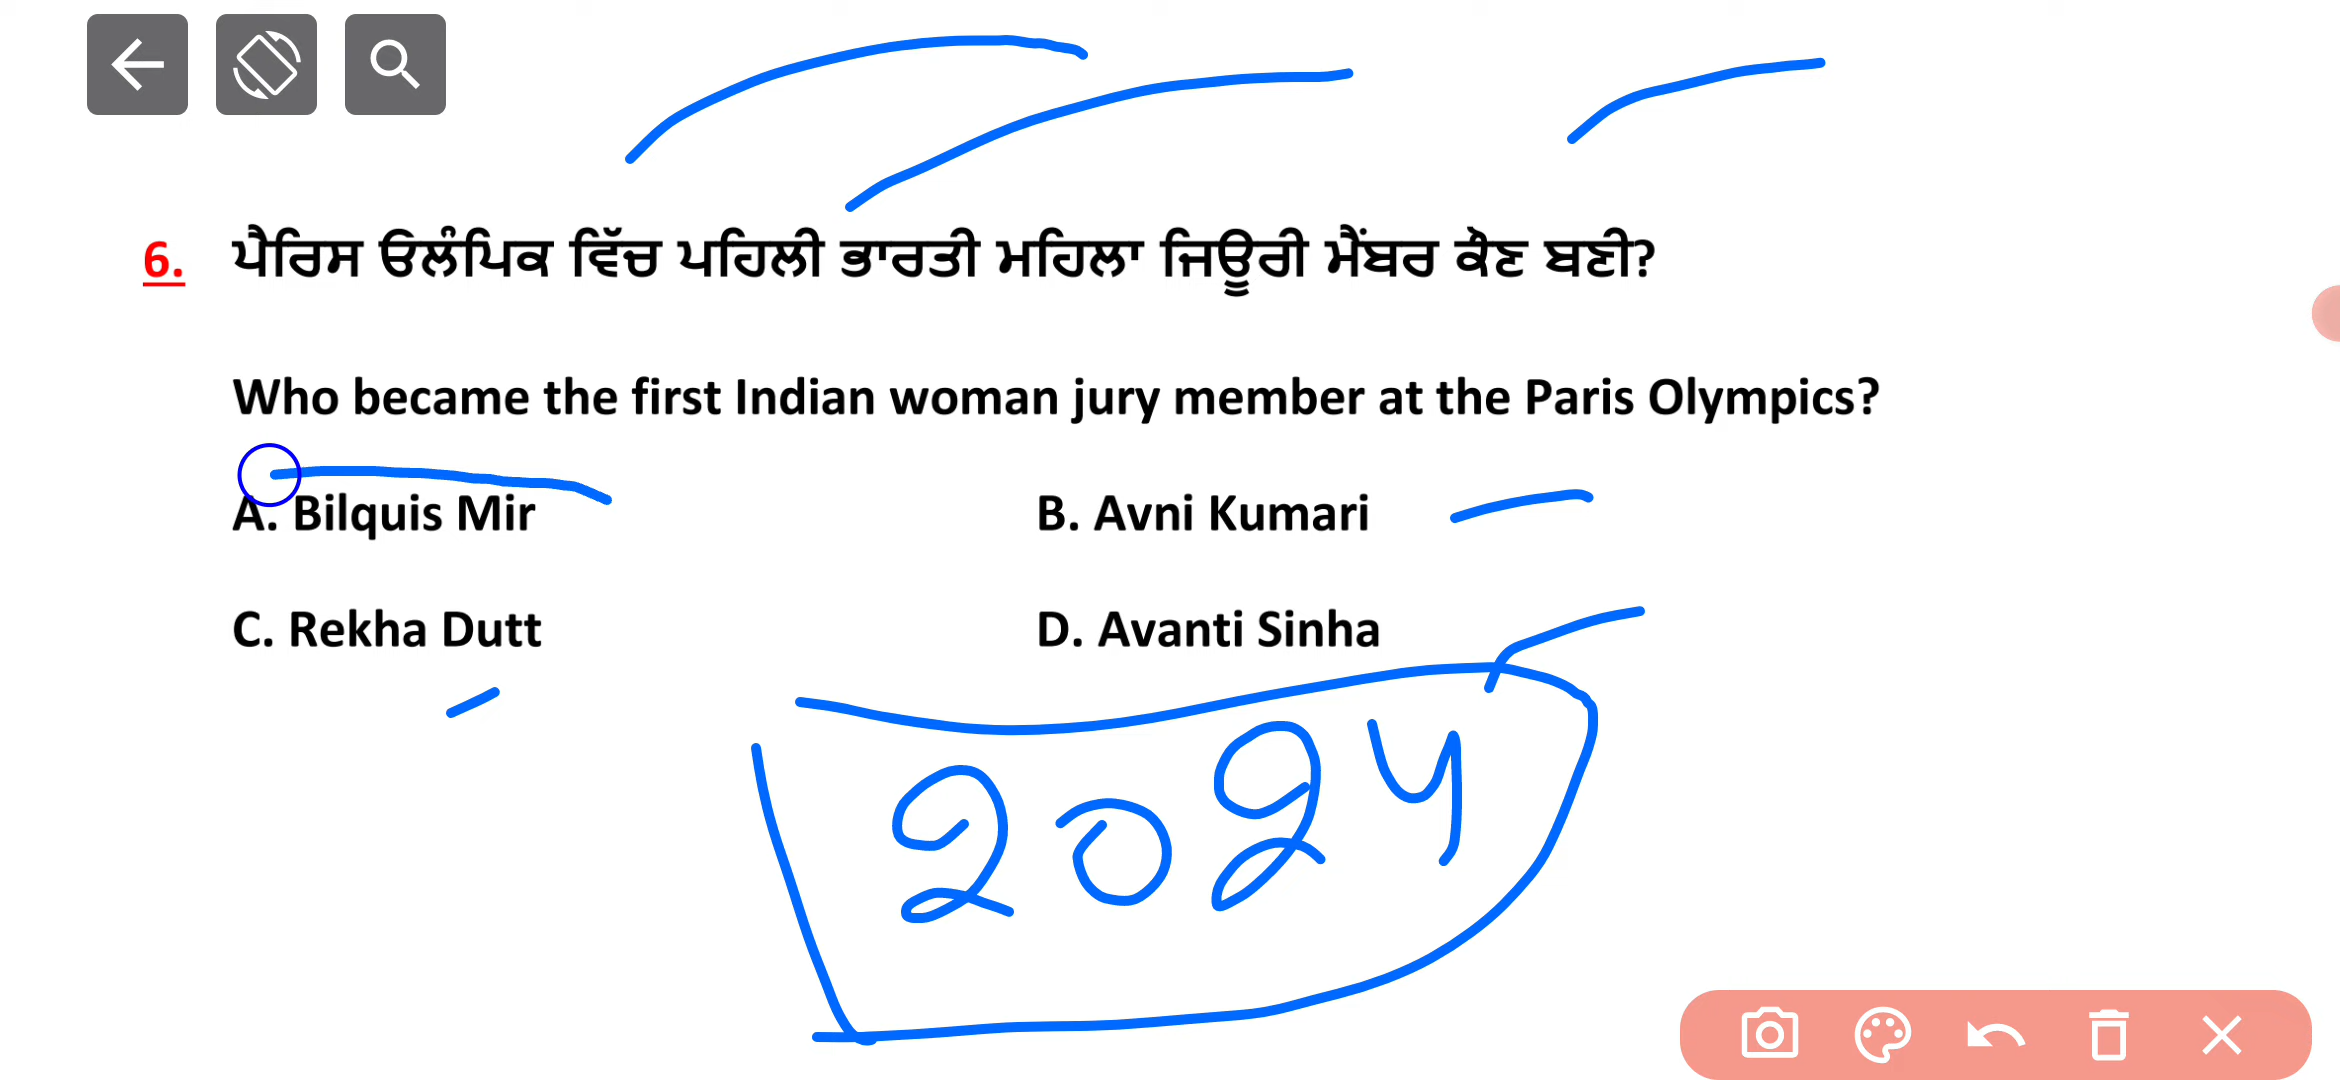 6. ਪੈਰਿਸ ਓਲੰਪਿਕ ਵਿੱਚ ਪਹਿਲੀ ਭਾਰਤੀ ਮਹਿਲਾ ਜਿਊਰੀ ਮੈਂਬਰ ਕੌਣ ਬਣੀ?
Who became the first Indian woman jury member at the Paris Olympics?
A. Bilquis Mir B. Avni Kumari
C. Rekha Dutt D. Avanti Sinha
2024